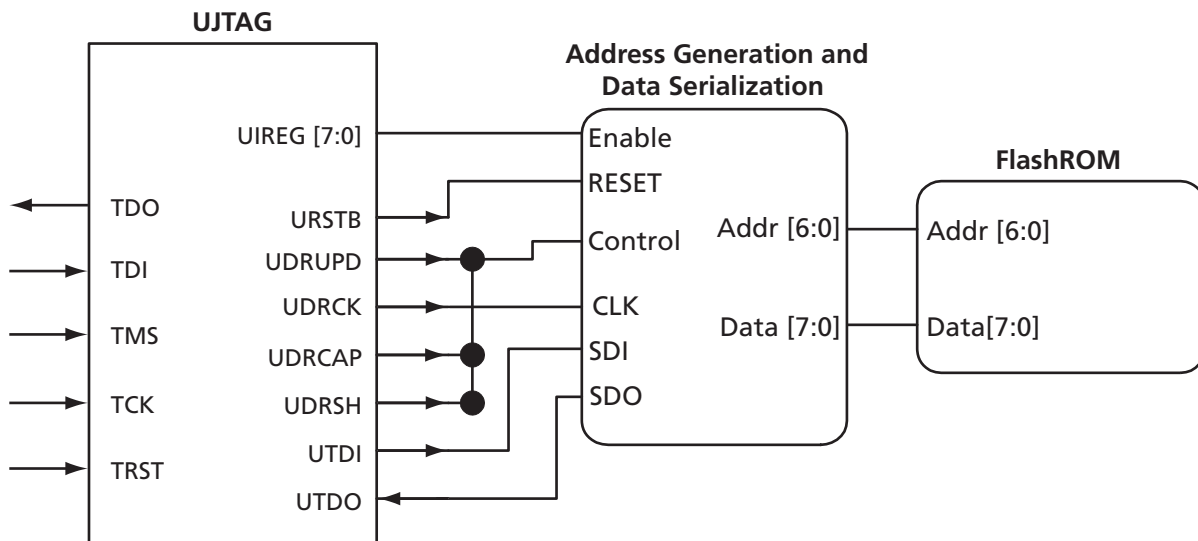 UJTAG
TDO
TDI
TMS
TCK
TRST
UIREG [7:0]
URSTB
UDRUPD
UDRCK
UDRCAP
UDRSH
UTDI
UTDO
Address Generation and
Data Serialization
Enable
RESET
Control
CLK
SDI
SDO
Addr [6:0]
Data [7:0]
FlashROM
Addr [6:0]
Data[7:0]